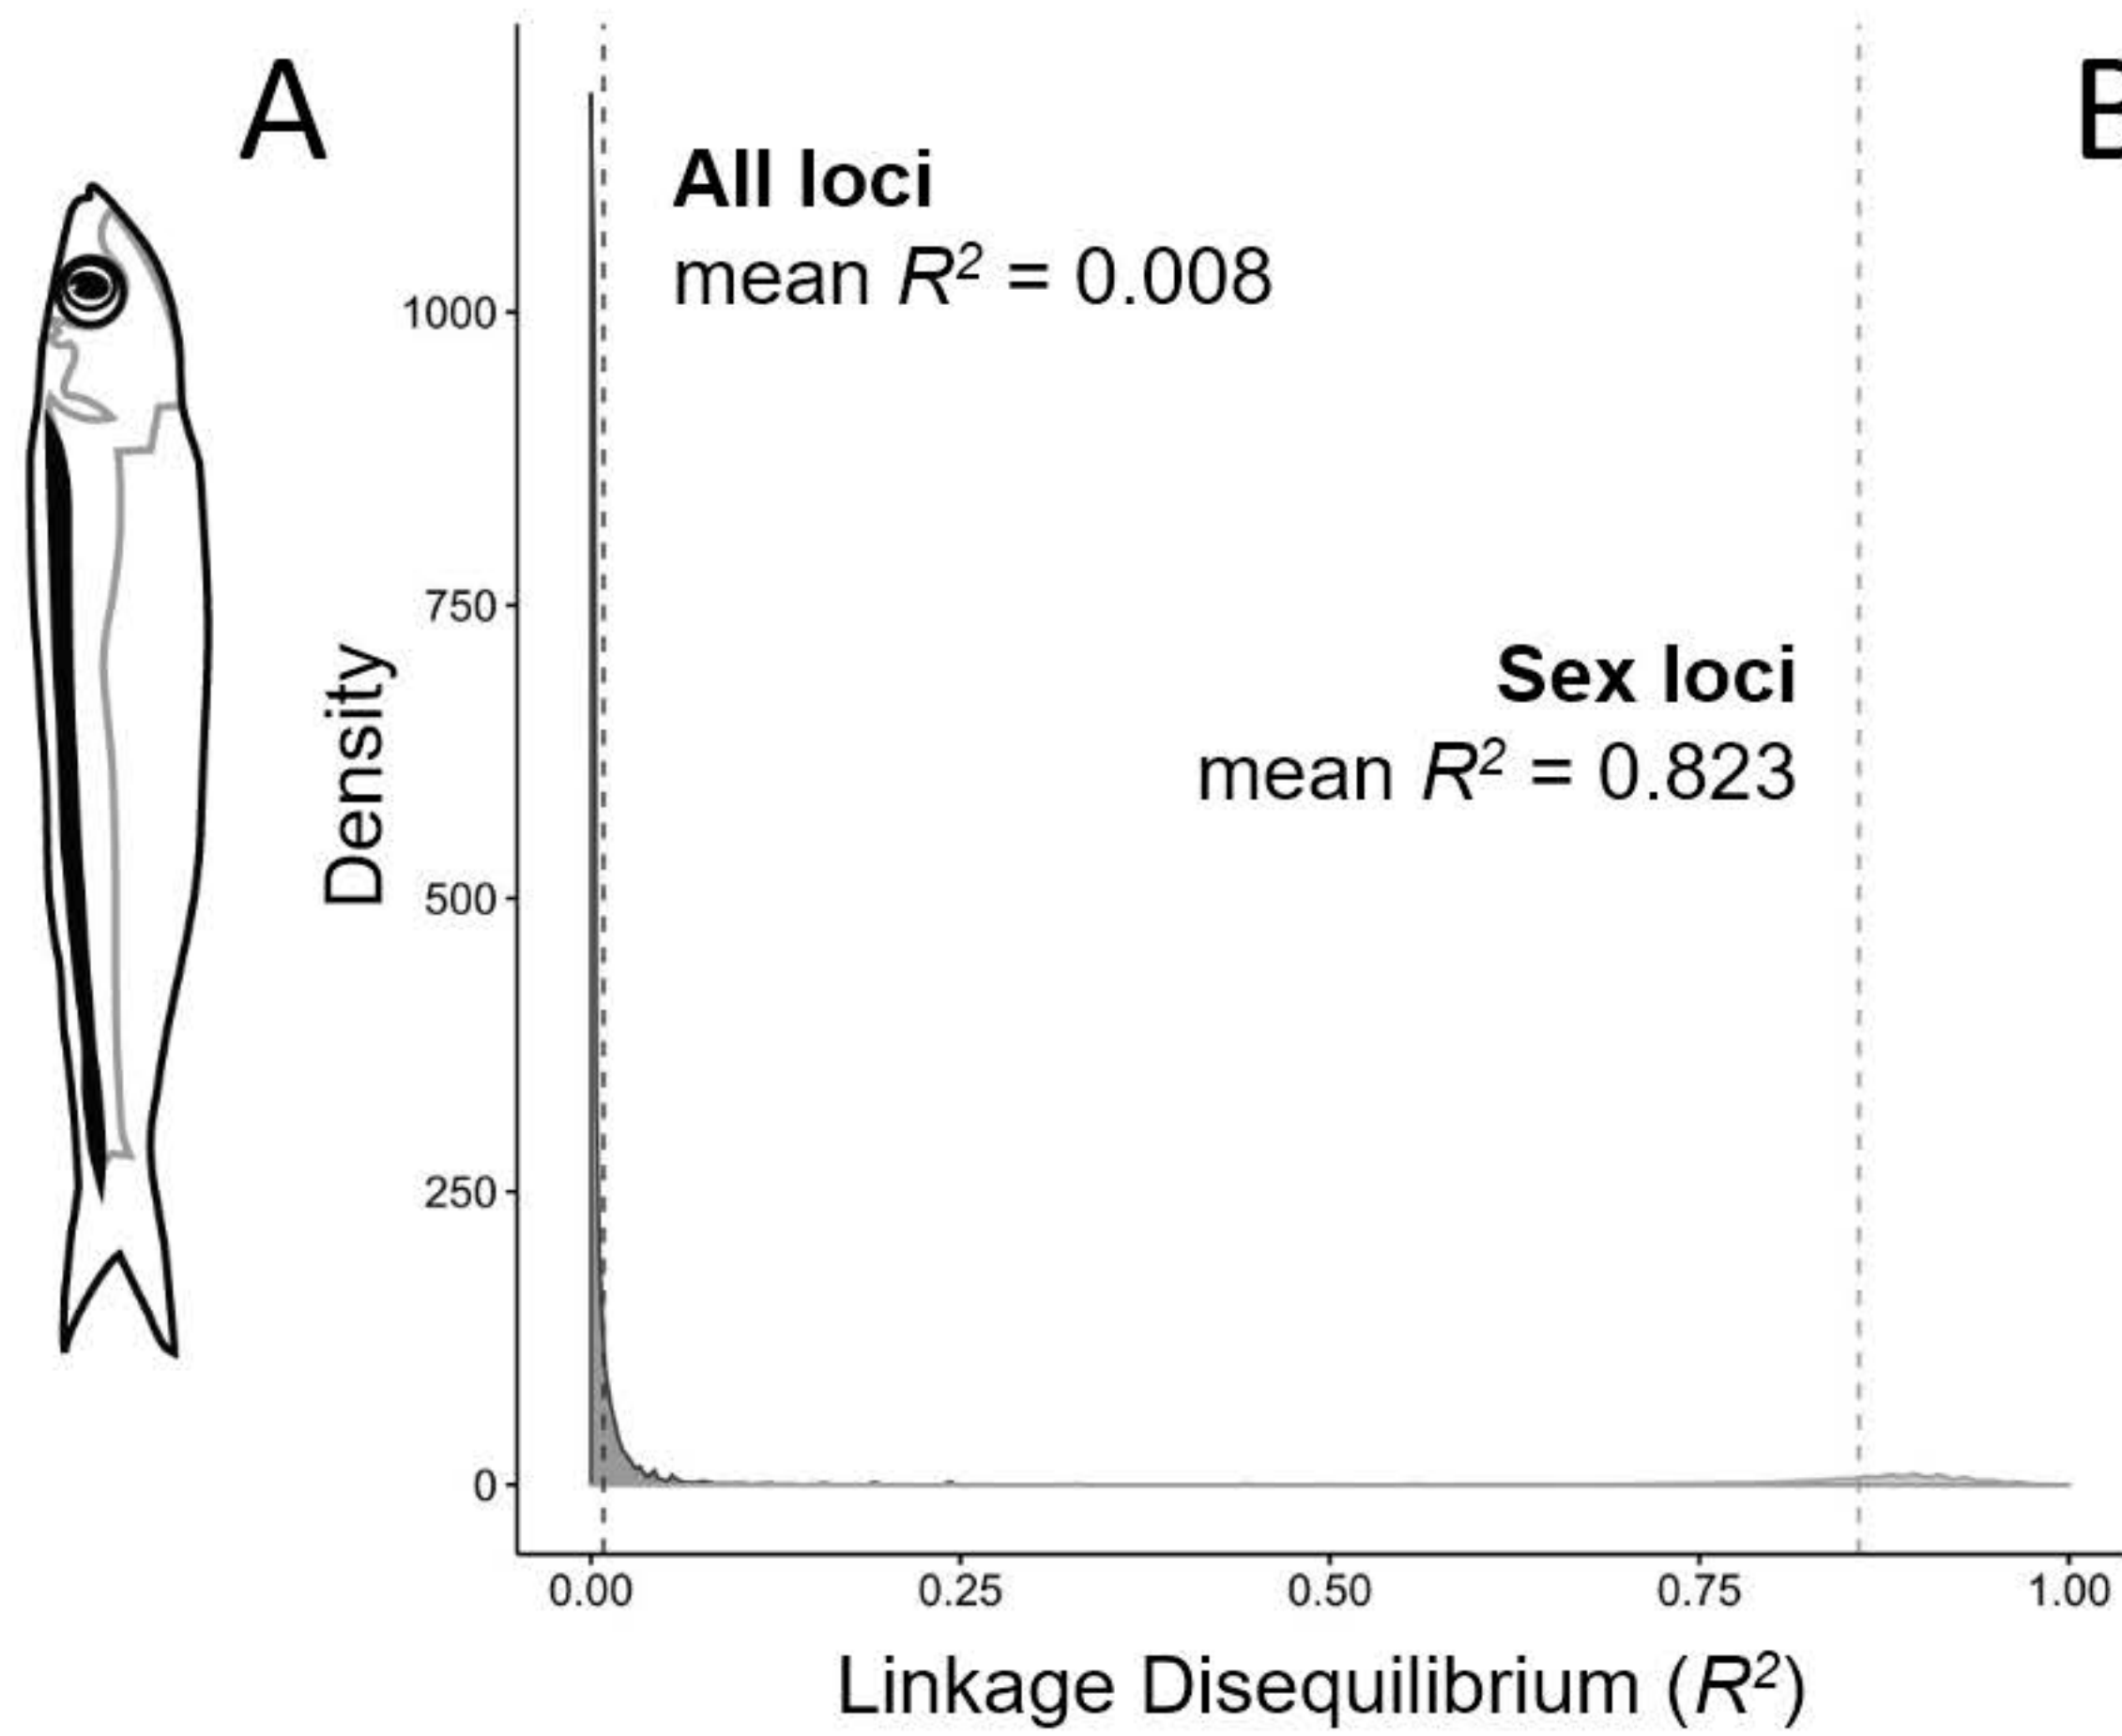 A
B
All loci
mean R² = 0.008
Sex loci
mean R² = 0.823
Density
1000
750
500
250
0
0.00 0.25 0.50 0.75 1.00
Linkage Disequilibrium (R²)